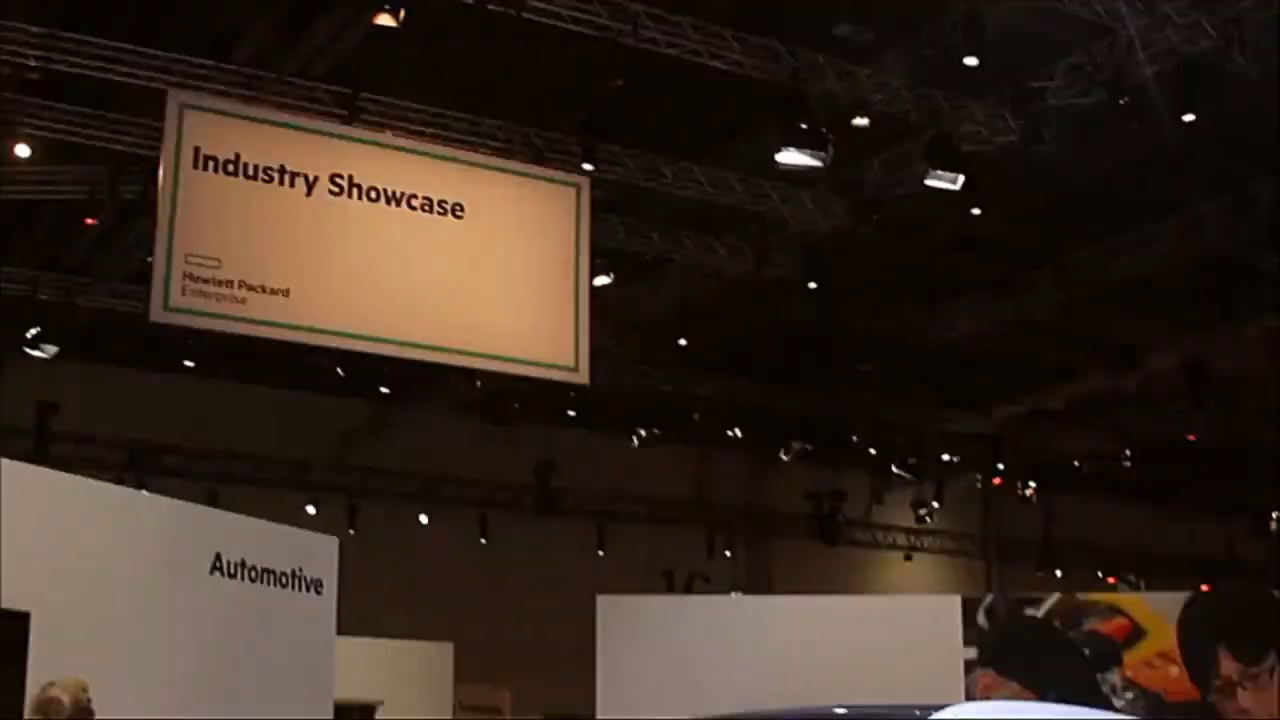 Industry Showcase
Hewlett Packard
Enterprise
Automotive